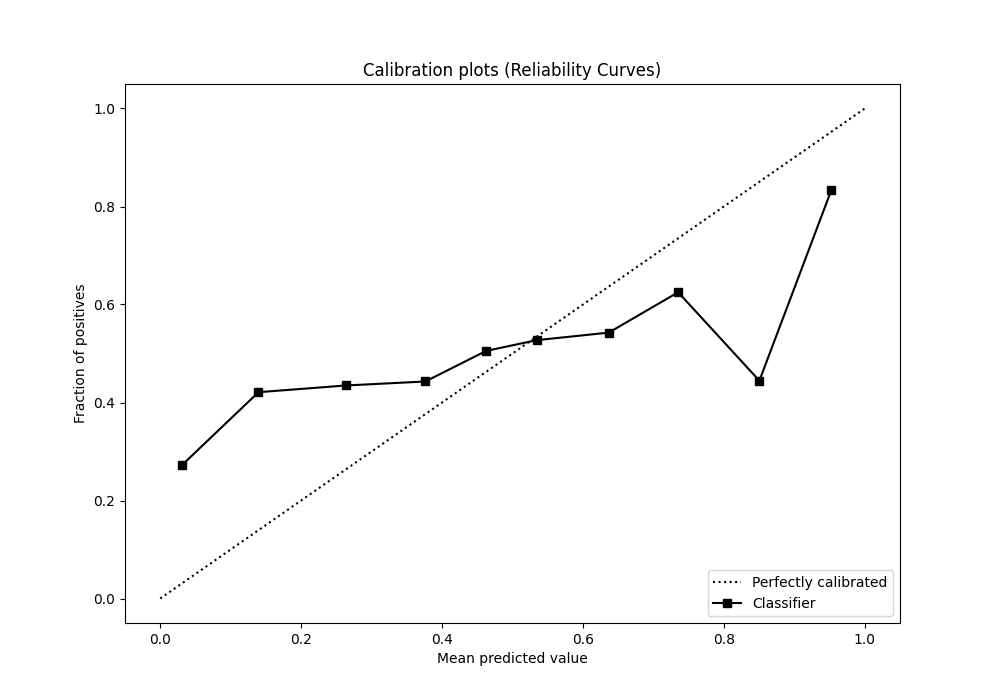 Calibration plots (Reliability Curves)
1.0
0.8
0.6
0.4
0.2
0.0
Fraction of positives
0.0 0.2 0.4 0.6 0.8 1.0
Mean predicted value
Perfectly calibrated
Classifier